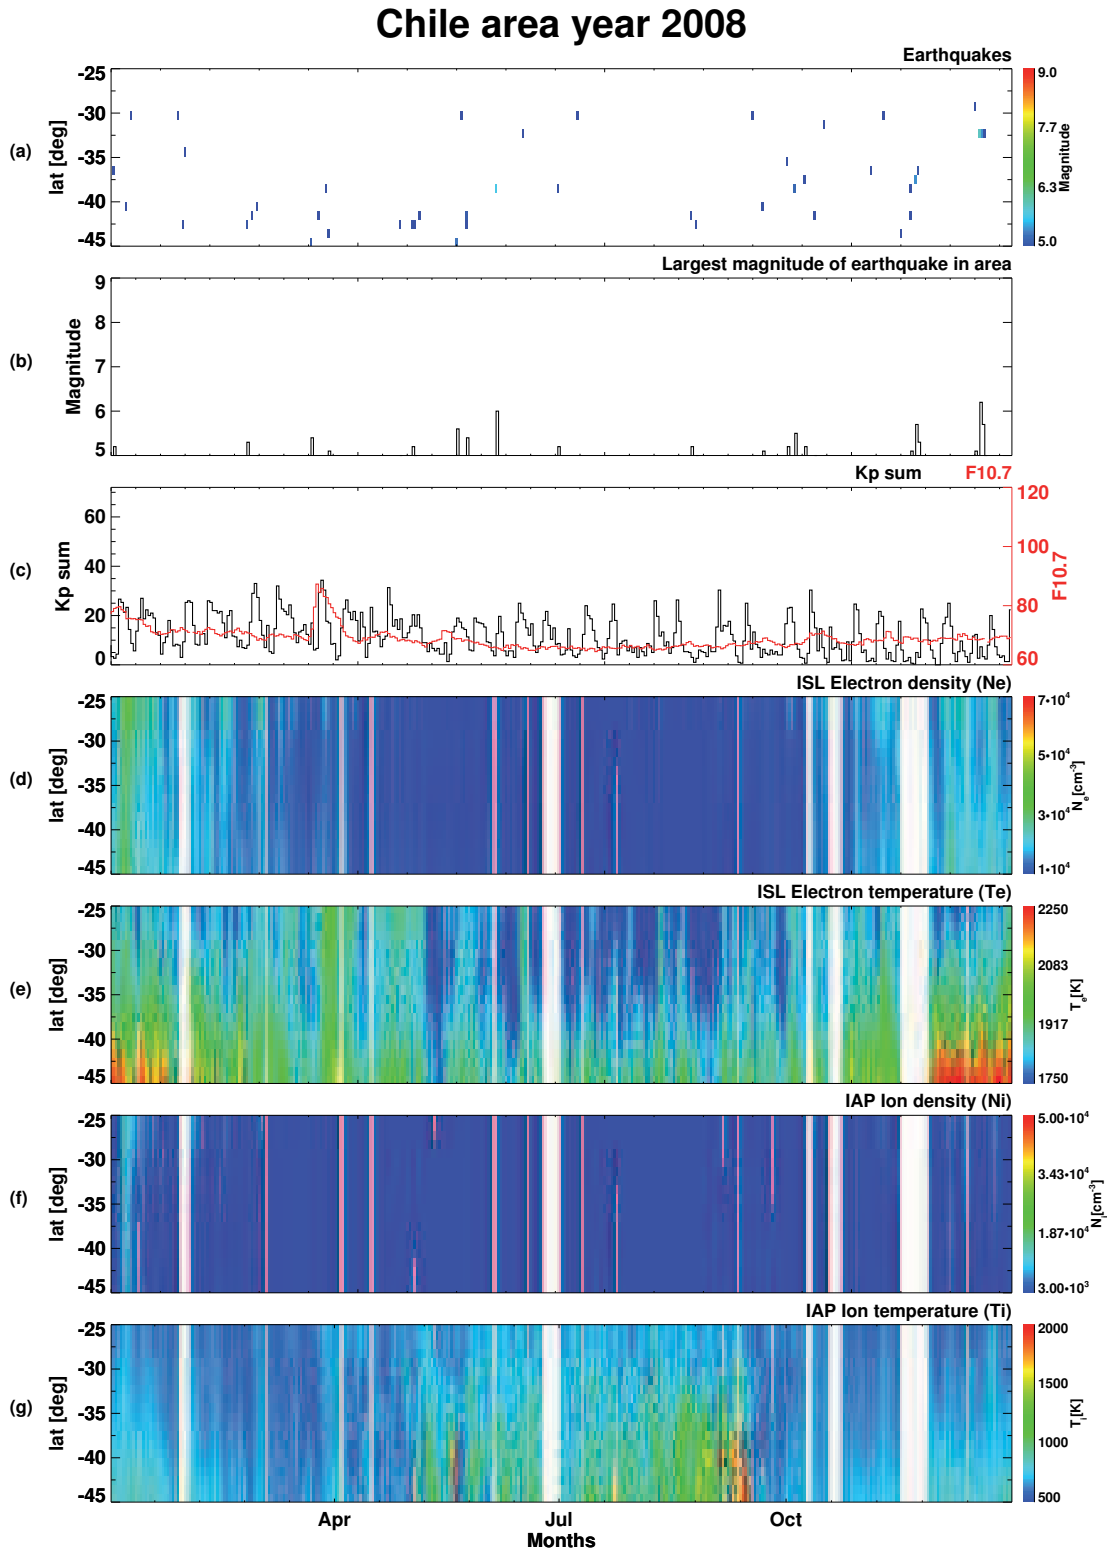 Chile area year 2008
Earthquakes
(a)
lat [deg]
-25
-30
-35
-40
-45
9.0
7.7
6.3
5.0
Magnitude
Largest magnitude of earthquake in area
(b)
Magnitude
9
8
7
6
5
Kp sum F10.7
(c)
Kp sum
60
40
20
0
120
100
80
60
F10.7
ISL Electron density (Ne)
(d)
lat [deg]
-25
-30
-35
-40
-45
7•10⁴
5•10⁴
3•10⁴
1•10⁴
Nₑ[cm⁻³]
ISL Electron temperature (Te)
(e)
lat [deg]
-25
-30
-35
-40
-45
2250
2083
1917
1750
Tₑ[K]
IAP Ion density (Ni)
(f)
lat [deg]
-25
-30
-35
-40
-45
5.00•10⁴
3.43•10⁴
1.87•10⁴
3.00•10³
Nᵢ[cm⁻³]
IAP Ion temperature (Ti)
(g)
lat [deg]
-25
-30
-35
-40
-45
2000
1500
1000
500
Tᵢ[K]
Apr Jul Oct
Months